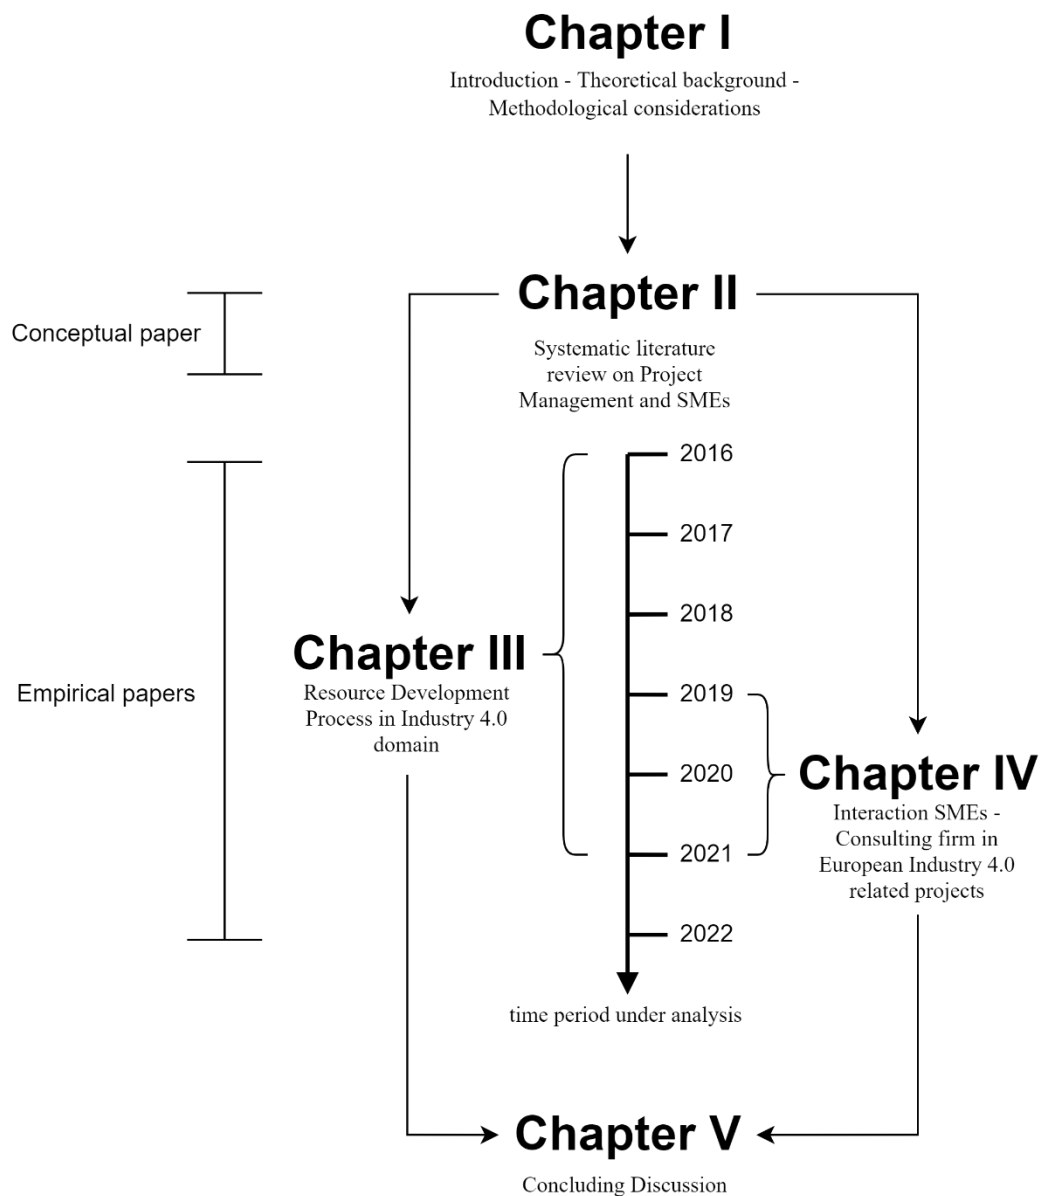 Chapter I
Introduction - Theoretical background -
Methodological considerations
Chapter II
Conceptual paper
Systematic literature
review on Project
Management and SMEs
2016
2017
2018
Chapter III
Empirical papers
Resource Development
Process in Industry 4.0
domain
2019
2020
Chapter IV
Interaction SMEs -
Consulting firm in
European Industry 4.0
related projects
2021
2022
time period under analysis
Chapter V
Concluding Discussion